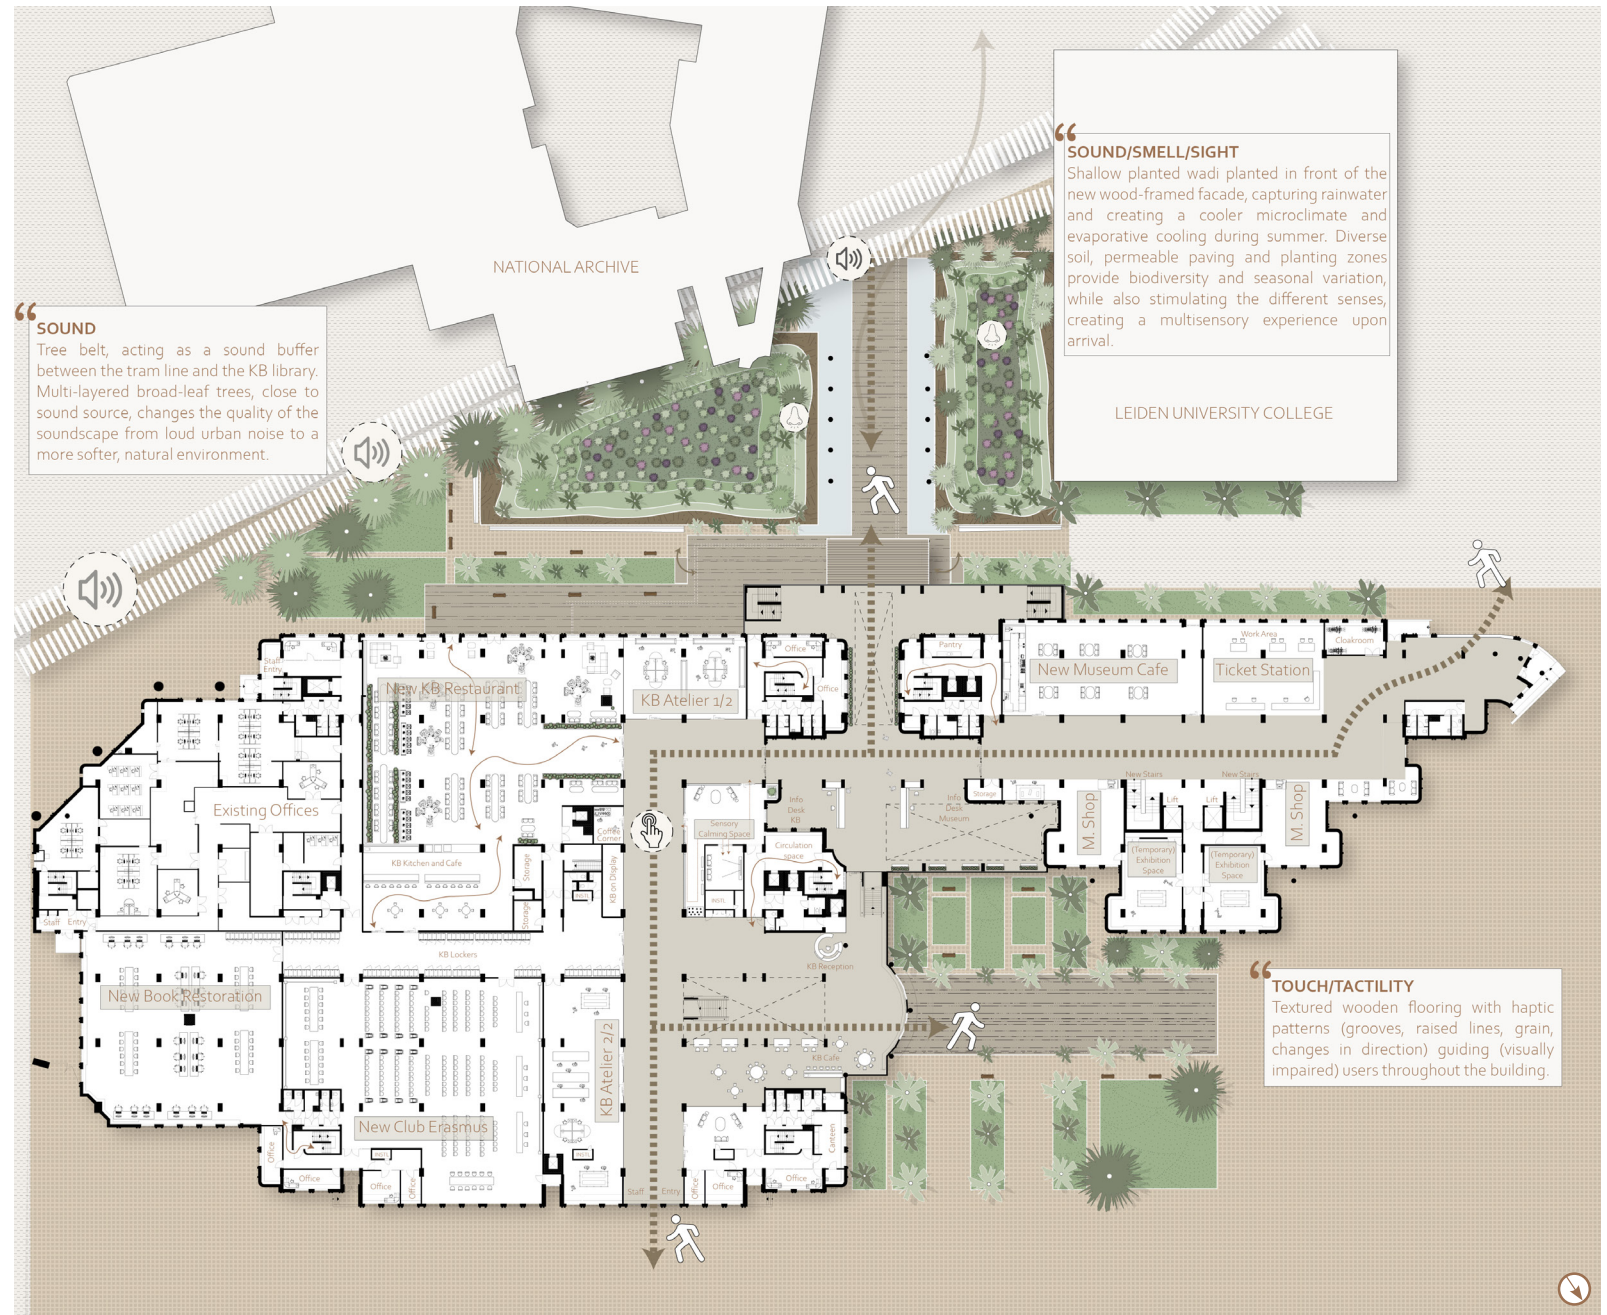 NATIONAL ARCHIVE
“
SOUND
Tree belt, acting as a sound buffer
between the tram line and the KB library.
Multi-layered broad-leaf trees, close to
sound source, changes the quality of the
soundscape from loud urban noise to a
more softer, natural environment.
“
SOUND/SMELL/SIGHT
Shallow planted wadi planted in front of the
new wood-framed facade, capturing rainwater
and creating a cooler microclimate and
evaporative cooling during summer. Diverse
soil, permeable paving and planting zones
provide biodiversity and seasonal variation,
while also stimulating the different senses,
creating a multisensory experience upon
arrival.
LEIDEN UNIVERSITY COLLEGE
Staff
Entry
New KB Restaurant
KB Atelier 1/2
Office
Office
Pantry
New Museum Cafe
Work Area
Ticket Station
Cloakroom
Existing Offices
Coffee
Corner
KB Kitchen and Cafe
Storage
Storage
INSTL
KB on Display
Sensory
Calming Space
INSTL
Info
Desk
KB
Circulation
space
Info
Desk
Museum
Storage
M. Shop
New Stairs
Lift
New Stairs
Lift
M. Shop
(Temporary)
Exhibition
Space
(Temporary)
Exhibition
Space
Staff Entry
KB Lockers
KB Reception
New Book Restoration
KB Atelier 2/2
KB Cafe
New Club Erasmus
Office
Office
INSTL
Office
Office
INSTL
Staff Entry
Office
Office
Office
Canteen
“
TOUCH/TACTILITY
Textured wooden flooring with haptic
patterns (grooves, raised lines, grain,
changes in direction) guiding (visually
impaired) users throughout the building.